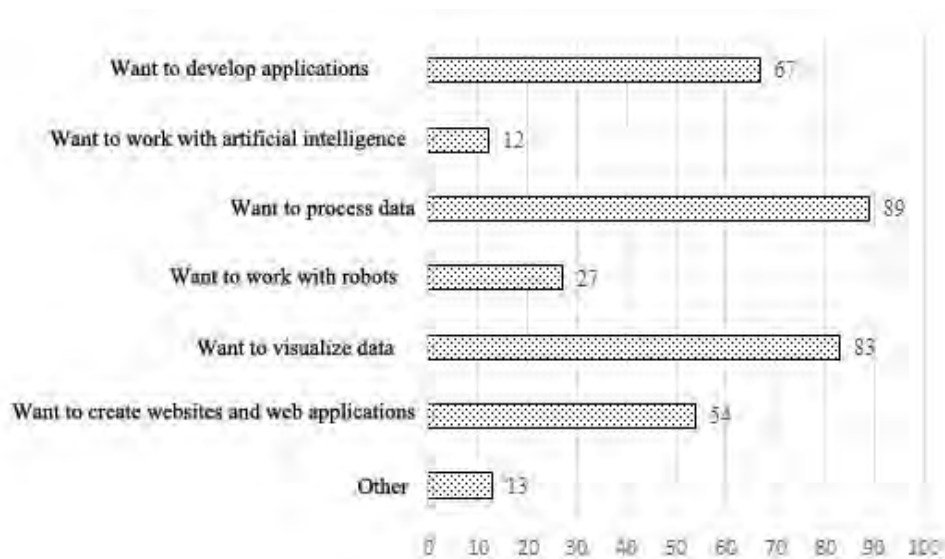 Want to develop applications 67
Want to work with artificial intelligence 12
Want to process data 89
Want to work with robots 27
Want to visualize data 83
Want to create websites and web applications 54
Other 13
0 10 20 30 40 50 60 70 80 90 100